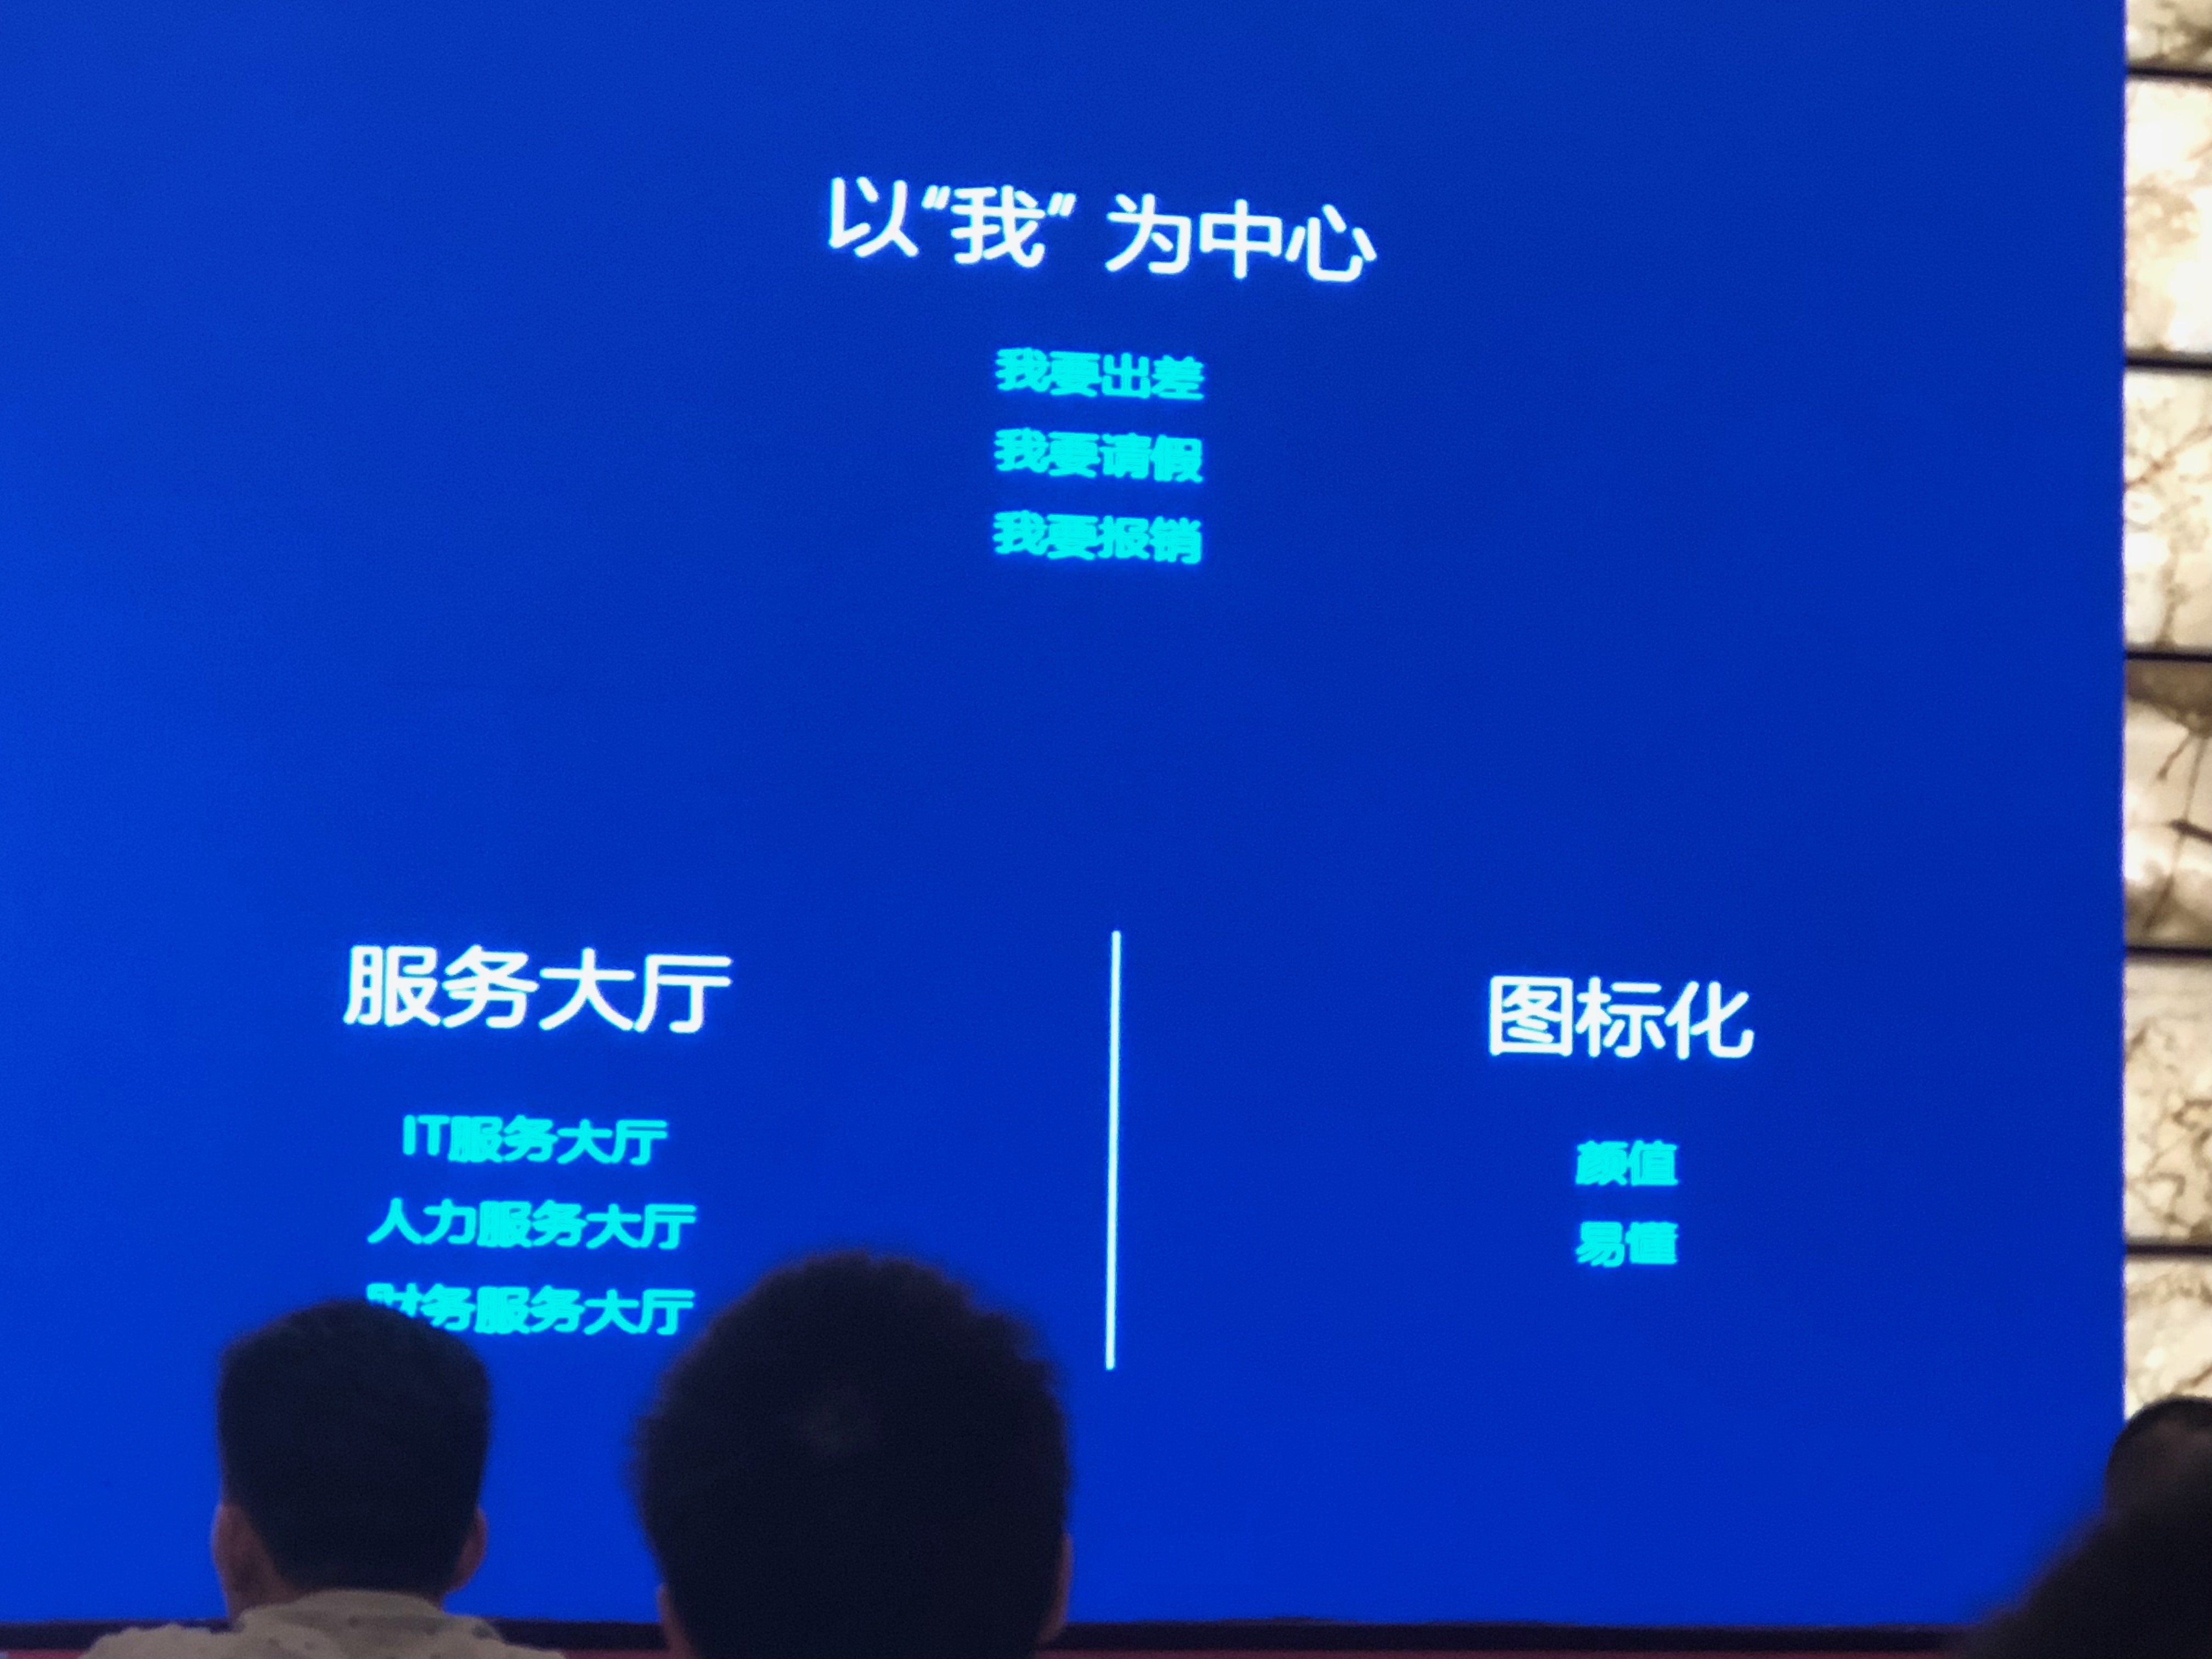 以“我” 为中心
我要出差
我要请假
我要报销
服务大厅
IT服务大厅
人力服务大厅
财务服务大厅
图标化
颜值
易懂